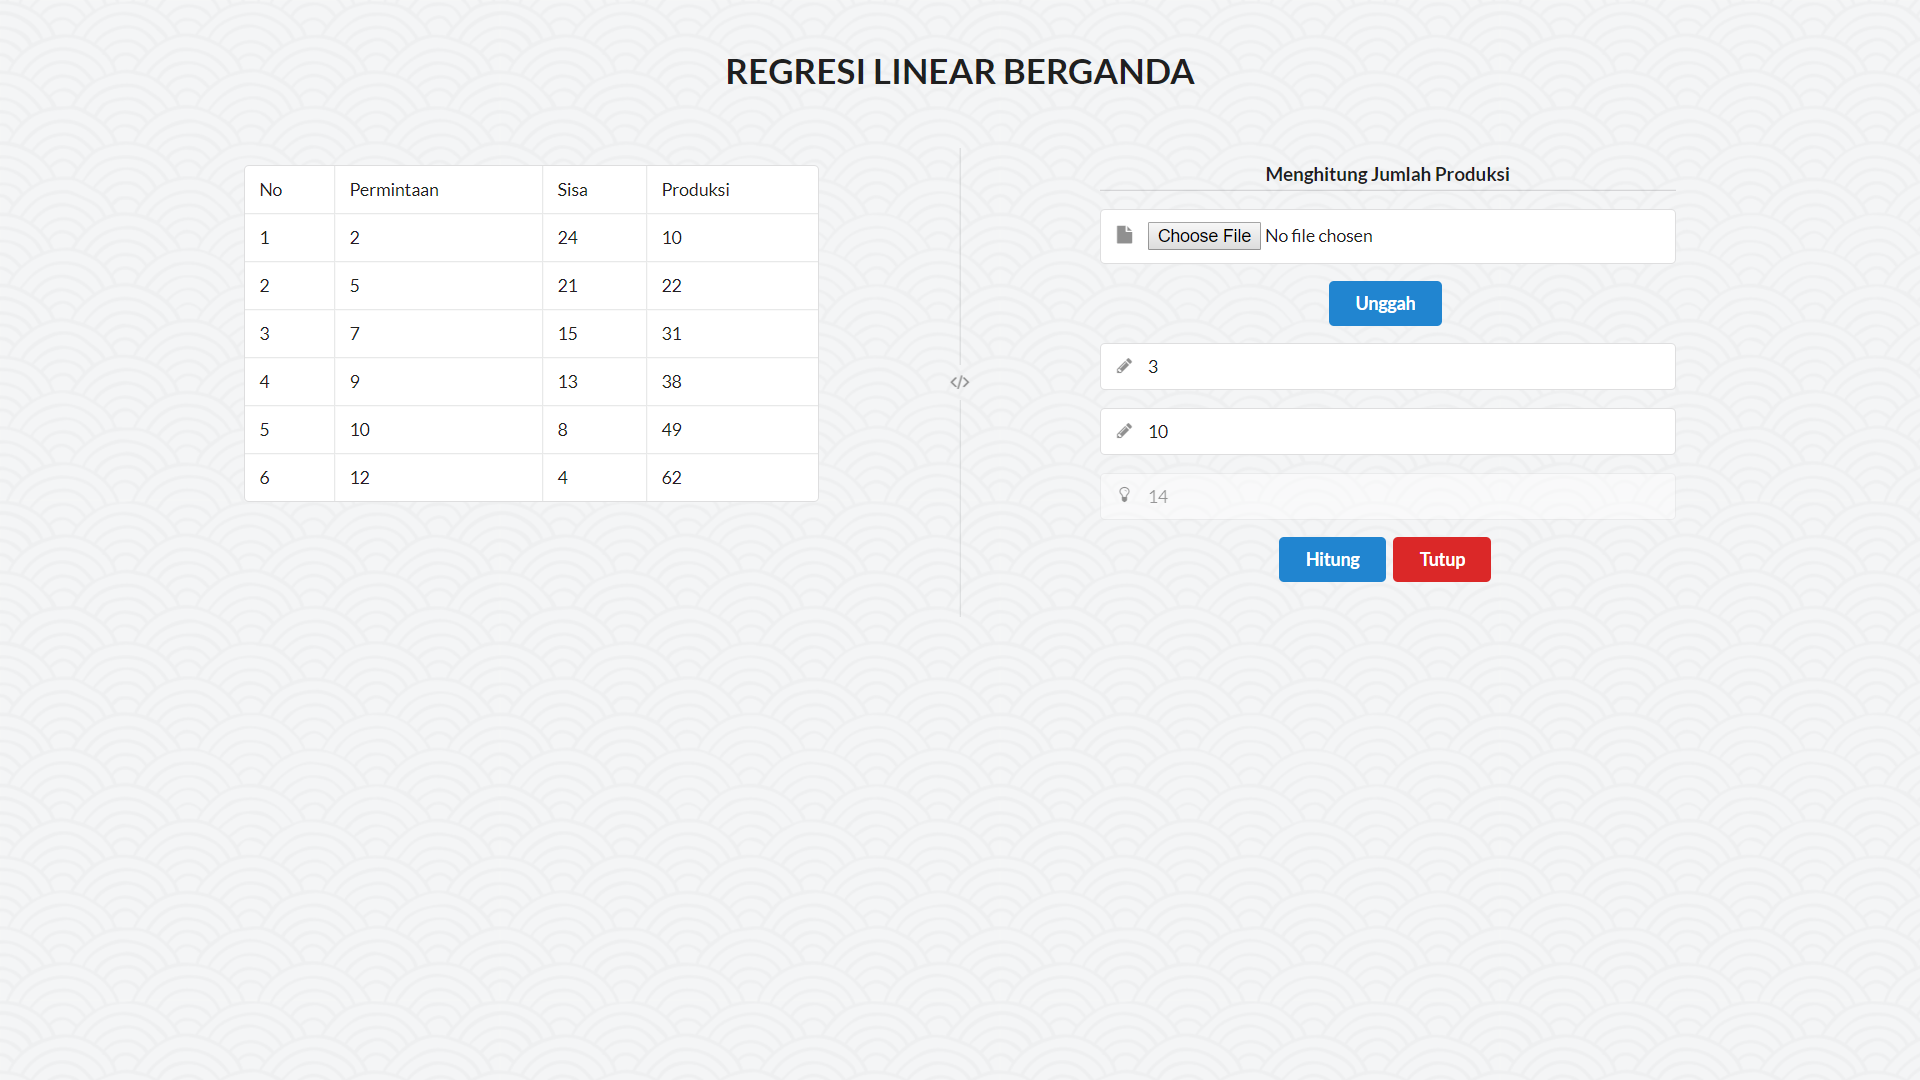 REGRESI LINEAR BERGANDA
No Permintaan Sisa Produksi
1 2 24 10
2 5 21 22
3 7 15 31
4 9 13 38
5 10 8 49
6 12 4 62
Menghitung Jumlah Produksi
Choose File No file chosen
Unggah
3
10
14
Hitung Tutup